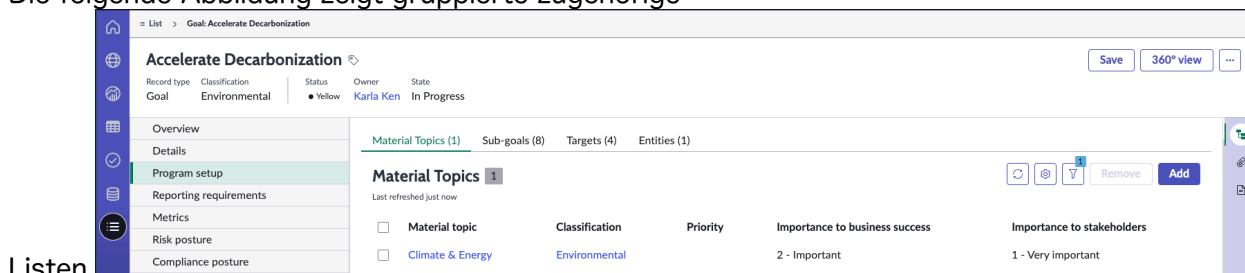 Die folgende Abbildung zeigt gruppierte zugehörige
≡ List > Goal: Accelerate Decarbonization
Accelerate Decarbonization
Save 360° view ...
Record type Classification Status Owner State
Goal Environmental ● Yellow Karla Ken In Progress
Overview
Details
Program setup
Reporting requirements
Metrics
Risk posture
Compliance posture
Material Topics (1) Sub-goals (8) Targets (4) Entities (1)
Material Topics 1
Last refreshed just now
1 Remove Add
Material topic Classification Priority Importance to business success Importance to stakeholders
Climate & Energy Environmental 2 - Important 1 - Very important
Listen